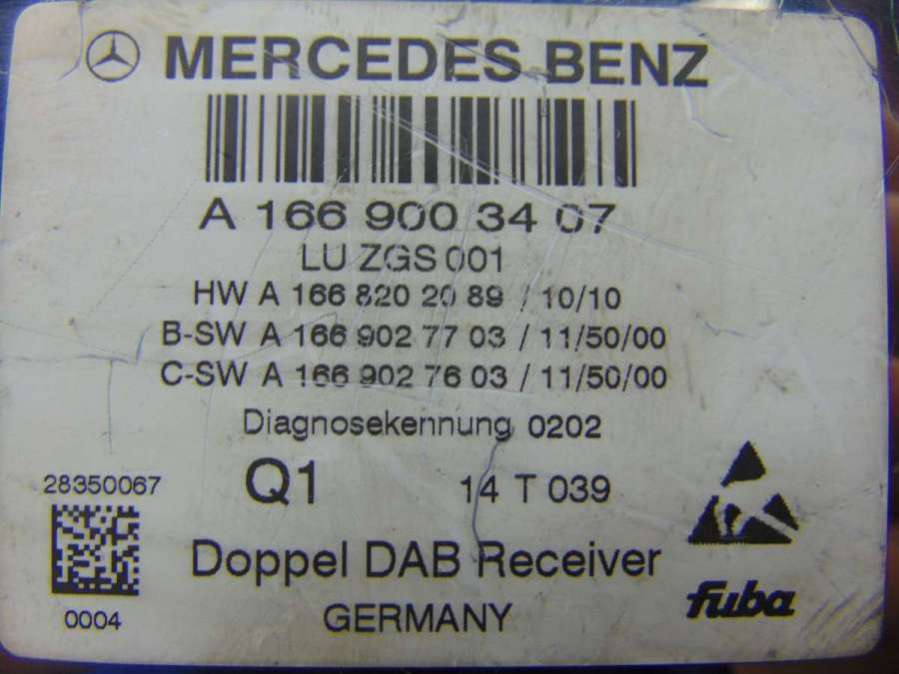 MERCEDES BENZ
A 166 900 34 07
LU ZGS 001
HW A 166 820 20 89 / 10/10
B-SW A 166 902 77 03 / 11/50/00
C-SW A 166 902 76 03 / 11/50/00
Diagnosekennung 0202
28350067
Q1 14 T 039
Doppel DAB Receiver
0004
GERMANY
fuba